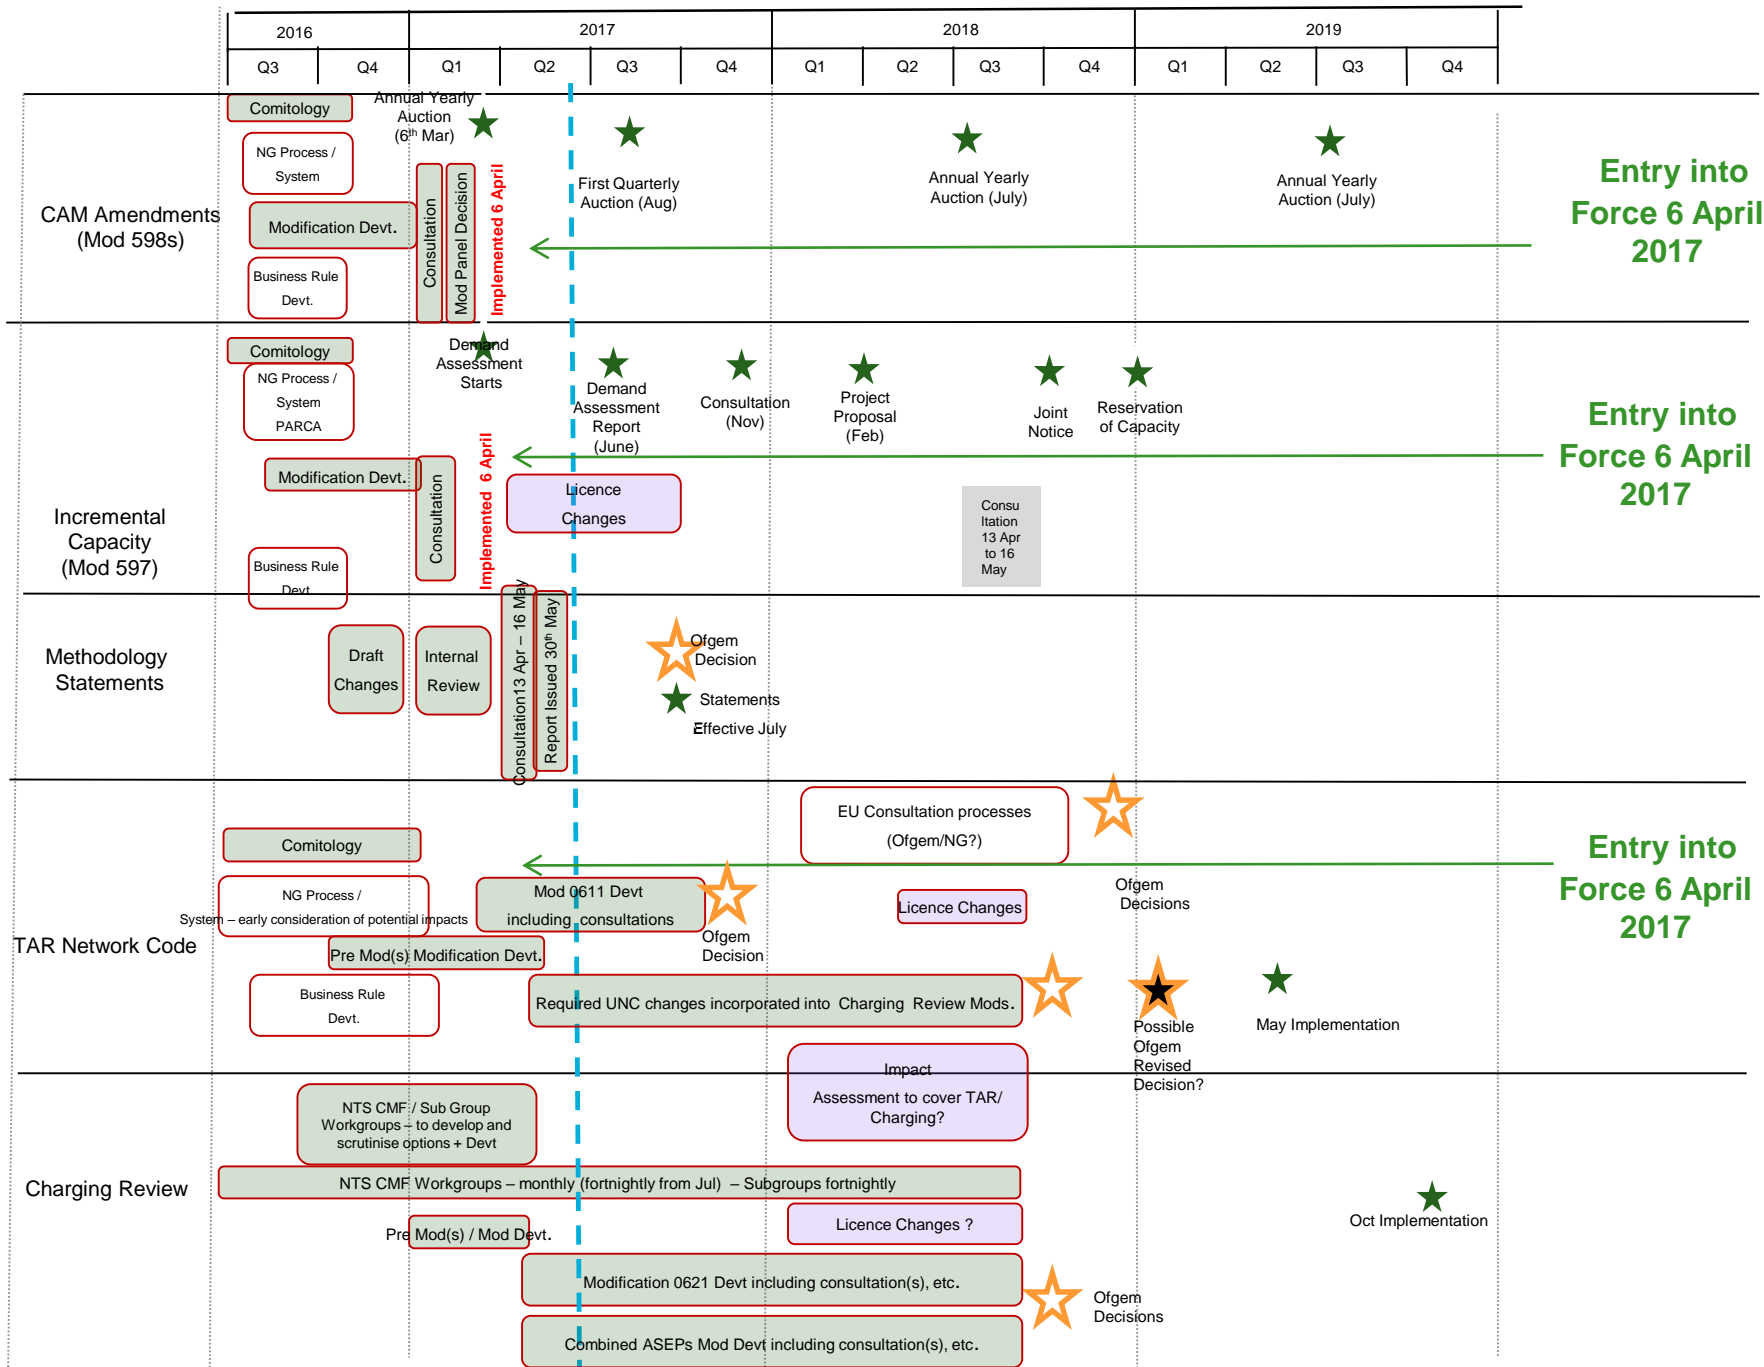 2016
2017
2018
2019
Q3
Q4
Q1
Q2
Q3
Q4
Q1
Q2
Q3
Q4
Q1
Q2
Q3
Q4
CAM Amendments
(Mod 598s)
Comitology
NG Process /
System
Modification Devt.
Business Rule
Devt.
Annual Yearly
Auction
(6th Mar)
Consultation
Mod Panel Decision
Implemented 6 April
First Quarterly
Auction (Aug)
Annual Yearly
Auction (July)
Annual Yearly
Auction (July)
Entry into
Force 6 April
2017
Incremental
Capacity
(Mod 597)
Comitology
NG Process /
System
PARCA
Modification Devt.
Business Rule
Devt.
Demand
Assessment
Starts
Consultation
Implemented 6 April
Demand
Assessment
Report
(June)
Consultation
(Nov)
Project
Proposal
(Feb)
Joint
Notice
Reservation
of Capacity
Licence
Changes
Consu
ltation
13 Apr
to 16
May
Entry into
Force 6 April
2017
Methodology
Statements
Draft
Changes
Internal
Review
Consultation13 Apr – 16 May
Report Issued 30th May
Ofgem
Decision
Statements
Effective July
TAR Network Code
Comitology
NG Process /
System – early consideration of potential impacts
Pre Mod(s) Modification Devt.
Business Rule
Devt.
Mod 0611 Devt
including consultations
Ofgem
Decision
EU Consultation processes
(Ofgem/NG?)
Licence Changes
Ofgem
Decisions
Required UNC changes incorporated into Charging Review Mods.
Possible
Ofgem
Revised
Decision?
May Implementation
Entry into
Force 6 April
2017
Impact
Assessment to cover TAR/
Charging?
Charging Review
NTS CMF / Sub Group
Workgroups – to develop and
scrutinise options + Devt
NTS CMF Workgroups – monthly (fortnightly from Jul) – Subgroups fortnightly
Pre Mod(s) / Mod Devt.
Licence Changes ?
Oct Implementation
Modification 0621 Devt including consultation(s), etc.
Ofgem
Decisions
Combined ASEPs Mod Devt including consultation(s), etc.